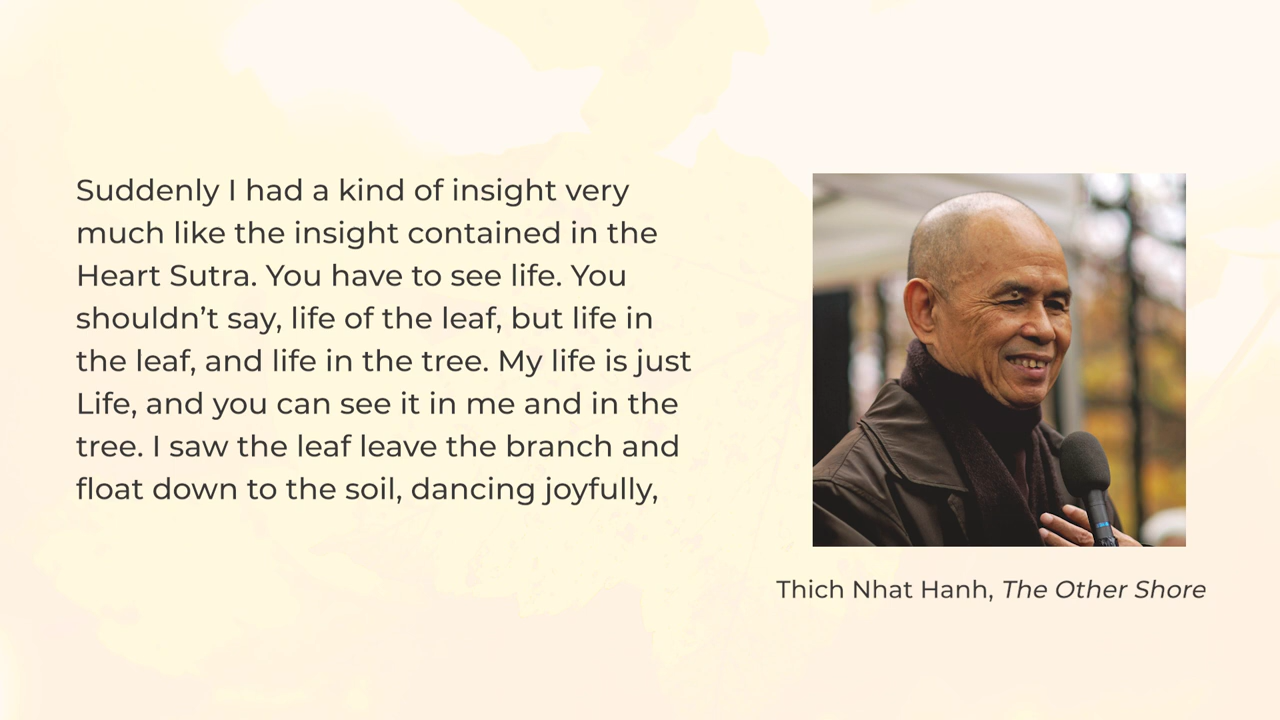 Suddenly I had a kind of insight very
much like the insight contained in the
Heart Sutra. You have to see life. You
shouldn’t say, life of the leaf, but life in
the leaf, and life in the tree. My life is just
Life, and you can see it in me and in the
tree. I saw the leaf leave the branch and
float down to the soil, dancing joyfully,
Thich Nhat Hanh, The Other Shore